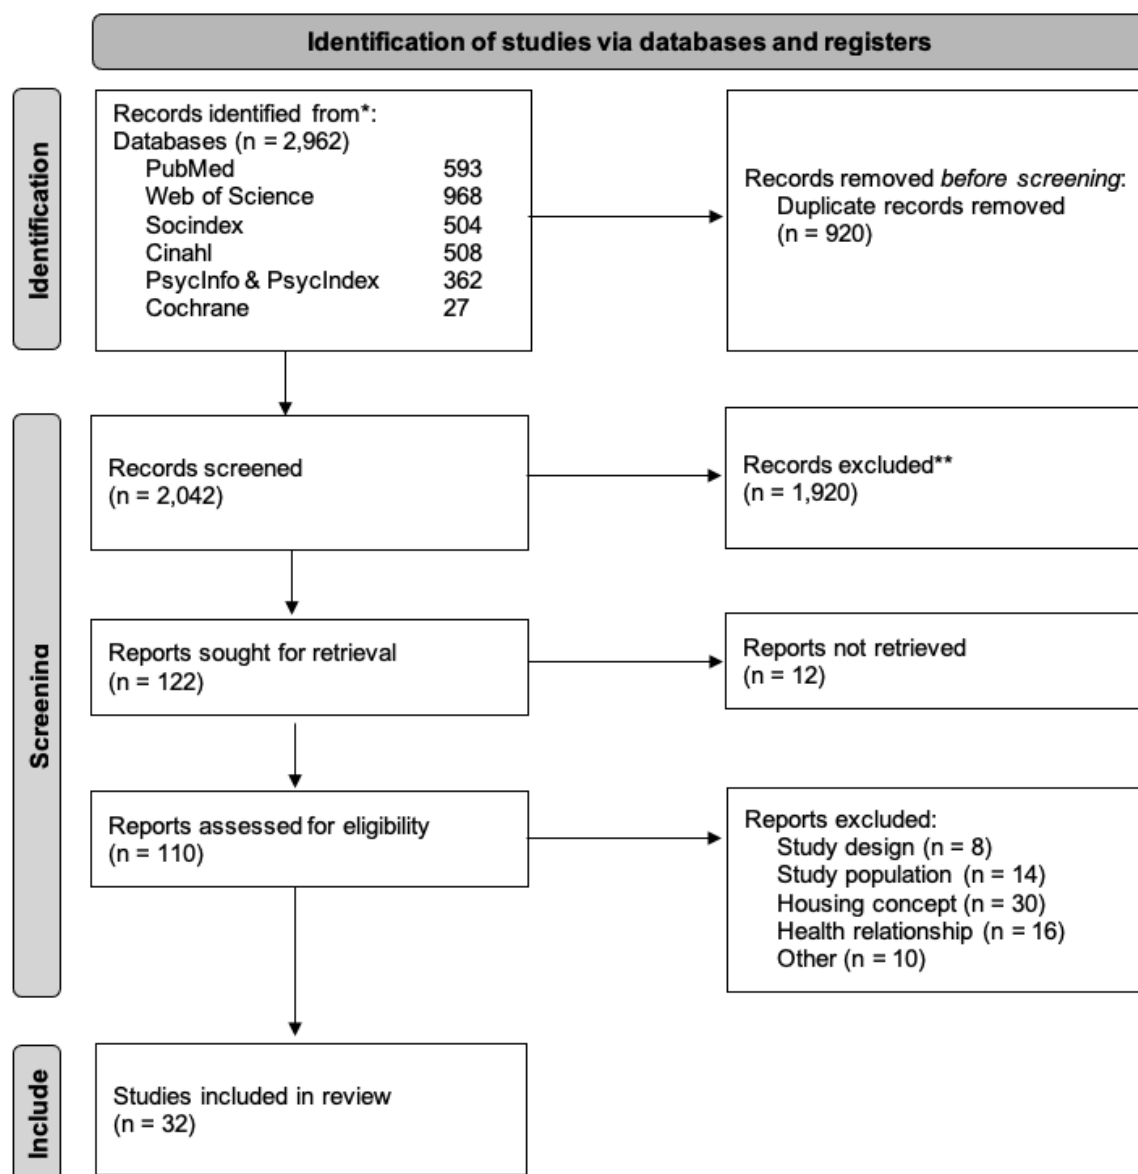 Identification of studies via databases and registers
Identification
Records identified from*:
Databases (n = 2,962)
PubMed 593
Web of Science 968
Socindex 504
Cinahl 508
PsycInfo & PsycIndex 362
Cochrane 27
Records removed before screening:
Duplicate records removed
(n = 920)
Screening
Records screened
(n = 2,042)
Records excluded**
(n = 1,920)
Reports sought for retrieval
(n = 122)
Reports not retrieved
(n = 12)
Reports assessed for eligibility
(n = 110)
Reports excluded:
Study design (n = 8)
Study population (n = 14)
Housing concept (n = 30)
Health relationship (n = 16)
Other (n = 10)
Include
Studies included in review
(n = 32)